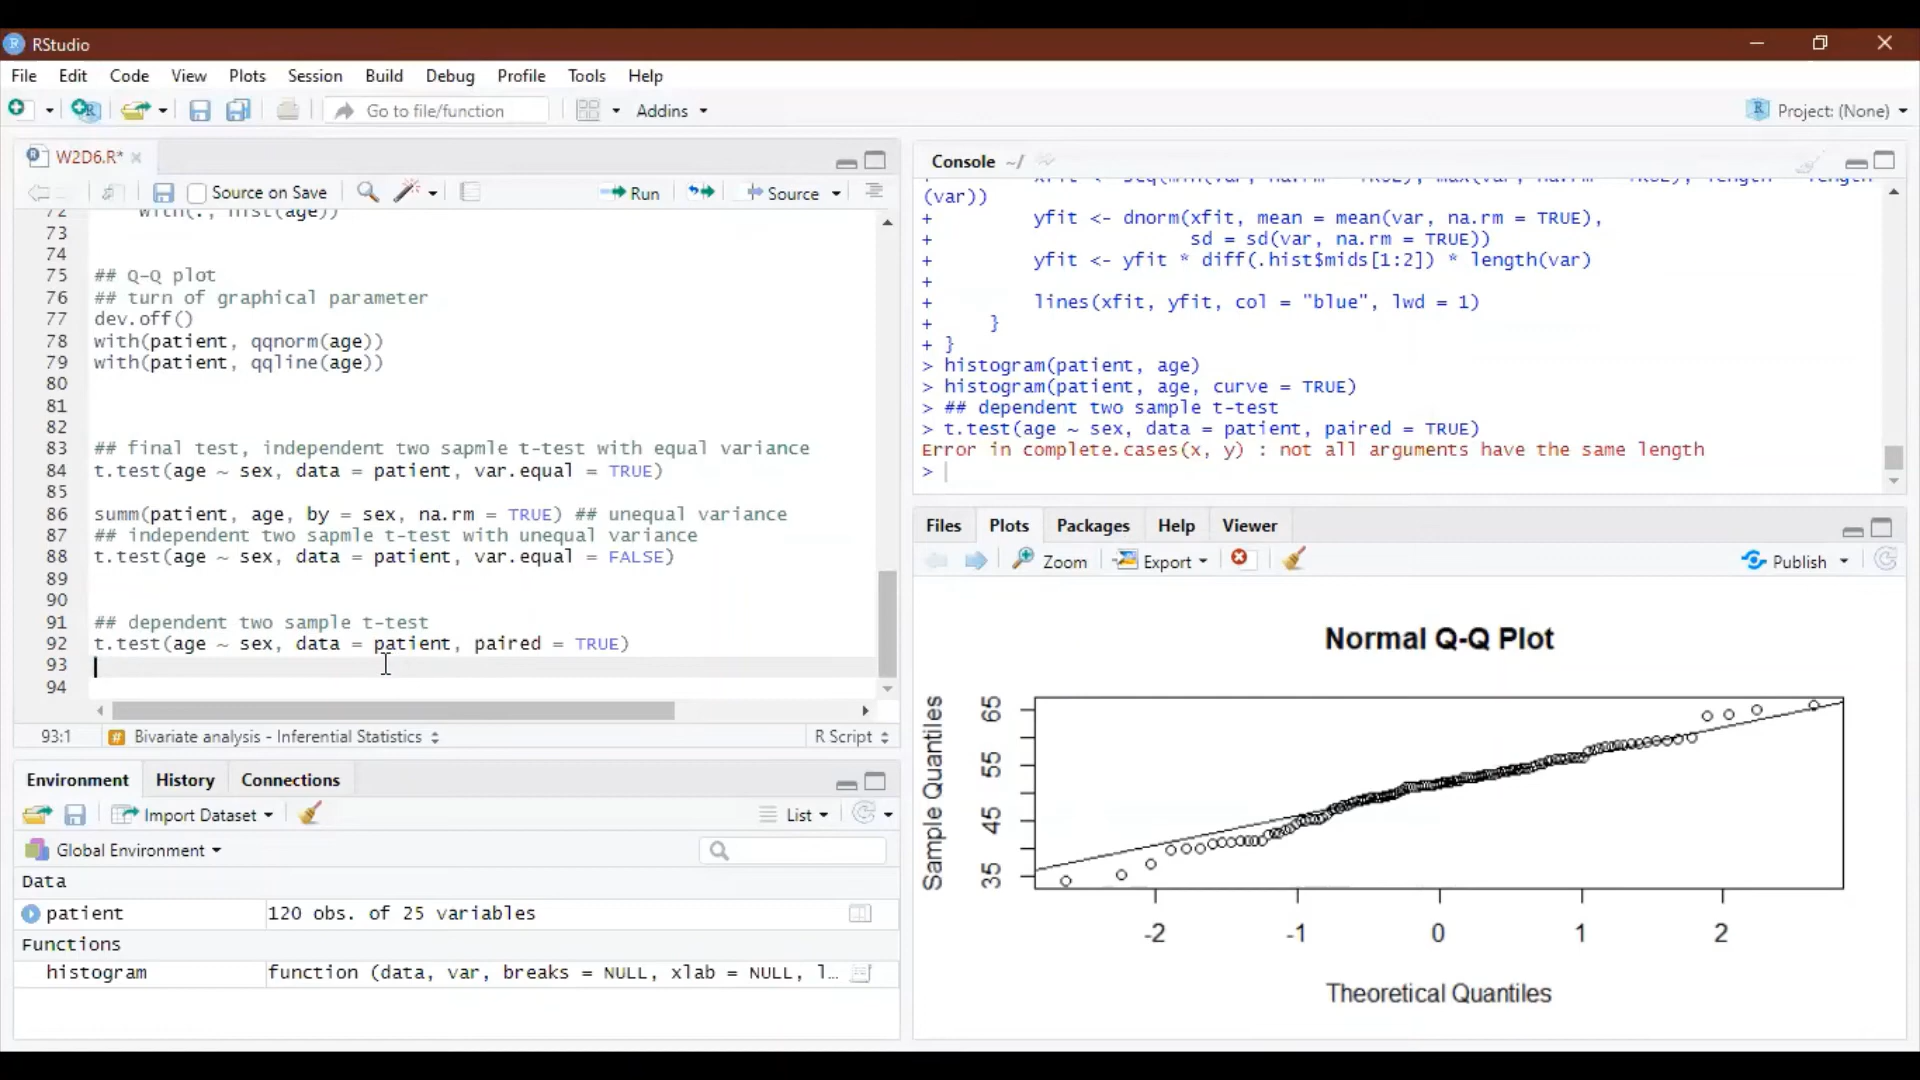 RStudio
File Edit Code View Plots Session Build Debug Profile Tools Help
Go to file/function Addins Project: (None)
W2D6.R*
Source on Save Run Source
72 with(., hist(age))
73
74
75 ## Q-Q plot
76 ## turn of graphical parameter
77 dev.off()
78 with(patient, qqnorm(age))
79 with(patient, qqline(age))
80
81
82
83 ## final test, independent two sapmle t-test with equal variance
84 t.test(age ~ sex, data = patient, var.equal = TRUE)
85
86 summ(patient, age, by = sex, na.rm = TRUE) ## unequal variance
87 ## independent two sapmle t-test with unequal variance
88 t.test(age ~ sex, data = patient, var.equal = FALSE)
89
90
91 ## dependent two sample t-test
92 t.test(age ~ sex, data = patient, paired = TRUE)
93
94
93:1 # Bivariate analysis - Inferential Statistics R Script
Environment History Connections
Import Dataset List
Global Environment
Data
patient 120 obs. of 25 variables
Functions
histogram function (data, var, breaks = NULL, xlab = NULL, l…
Console ~/
(var))
+ yfit <- dnorm(xfit, mean = mean(var, na.rm = TRUE),
+ sd = sd(var, na.rm = TRUE))
+ yfit <- yfit * diff(.hist$mids[1:2]) * length(var)
+
+ lines(xfit, yfit, col = "blue", lwd = 1)
+ }
+ }
> histogram(patient, age)
> histogram(patient, age, curve = TRUE)
> ## dependent two sample t-test
> t.test(age ~ sex, data = patient, paired = TRUE)
Error in complete.cases(x, y) : not all arguments have the same length
>
Files Plots Packages Help Viewer
Zoom Export Publish
Normal Q-Q Plot
Sample Quantiles
65
55
45
35
-2 -1 0 1 2
Theoretical Quantiles